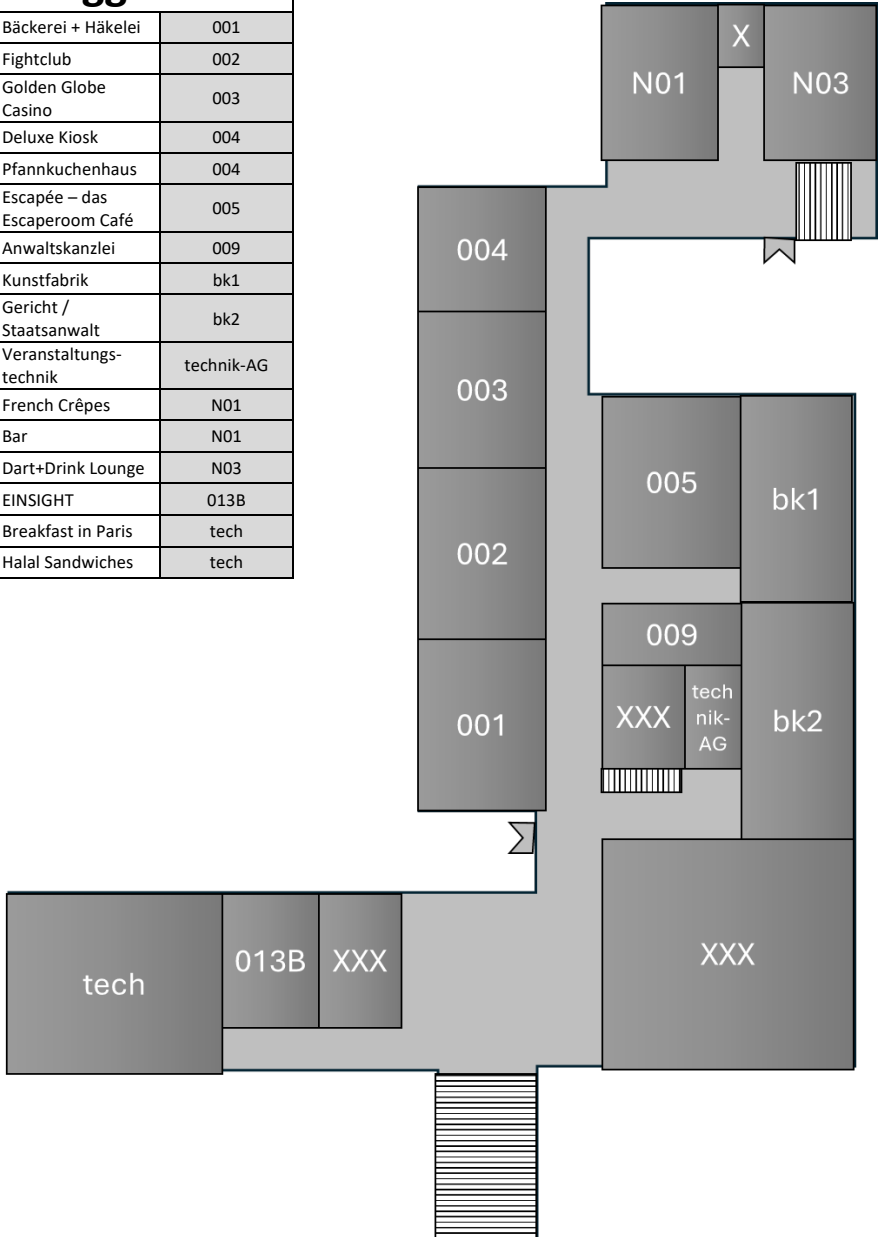 Bäckerei + Häkelei 001
Fightclub 002
Golden Globe
Casino 003
Deluxe Kiosk 004
Pfannkuchenhaus 004
Escapée – das
Escaperoom Café 005
Anwaltskanzlei 009
Kunstfabrik bk1
Gericht /
Staatsanwalt bk2
Veranstaltungs-
technik technik-AG
French Crêpes N01
Bar N01
Dart+Drink Lounge N03
EINSIGHT 013B
Breakfast in Paris tech
Halal Sandwiches tech
X
N01
N03
004
003
002
001
005
bk1
009
XXX
tech
nik-
AG
bk2
tech
013B
XXX
XXX